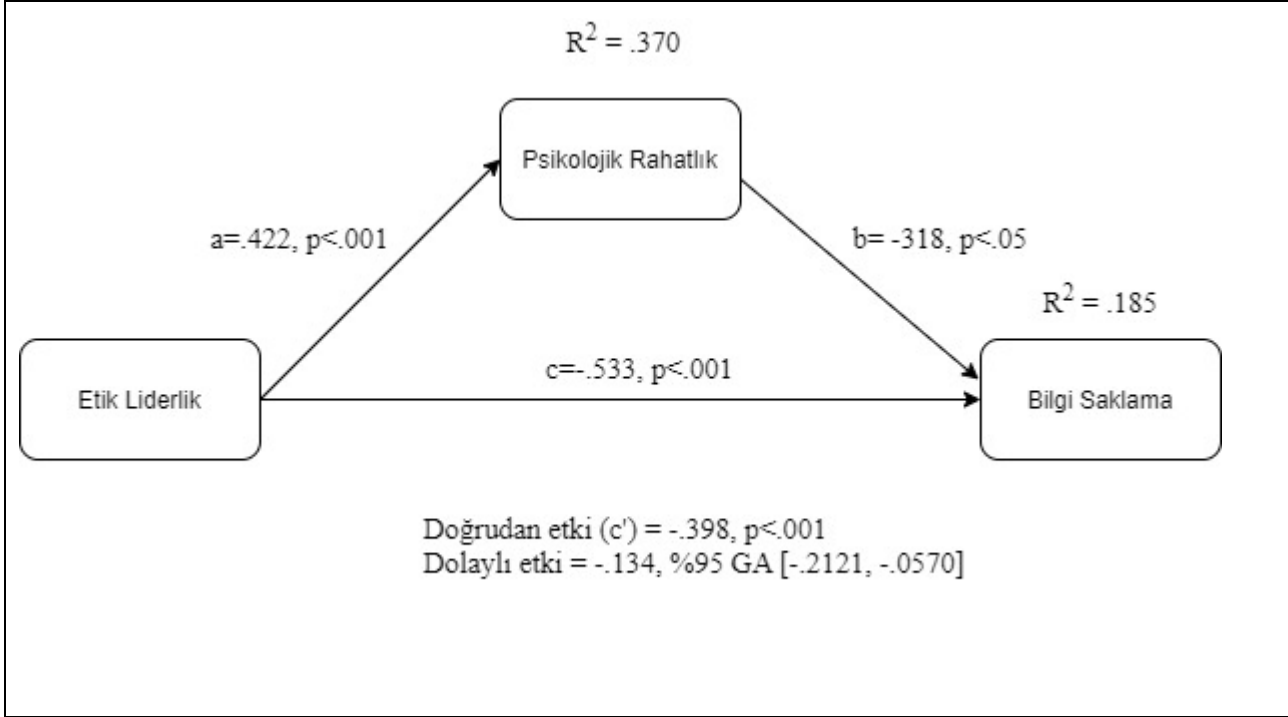 R² = .370
Psikolojik Rahatlık
a=.422, p<.001
b= -318, p<.05
R² = .185
c=-.533, p<.001
Etik Liderlik
Bilgi Saklama
Doğrudan etki (c') = -.398, p<.001
Dolaylı etki = -.134, %95 GA [-.2121, -.0570]